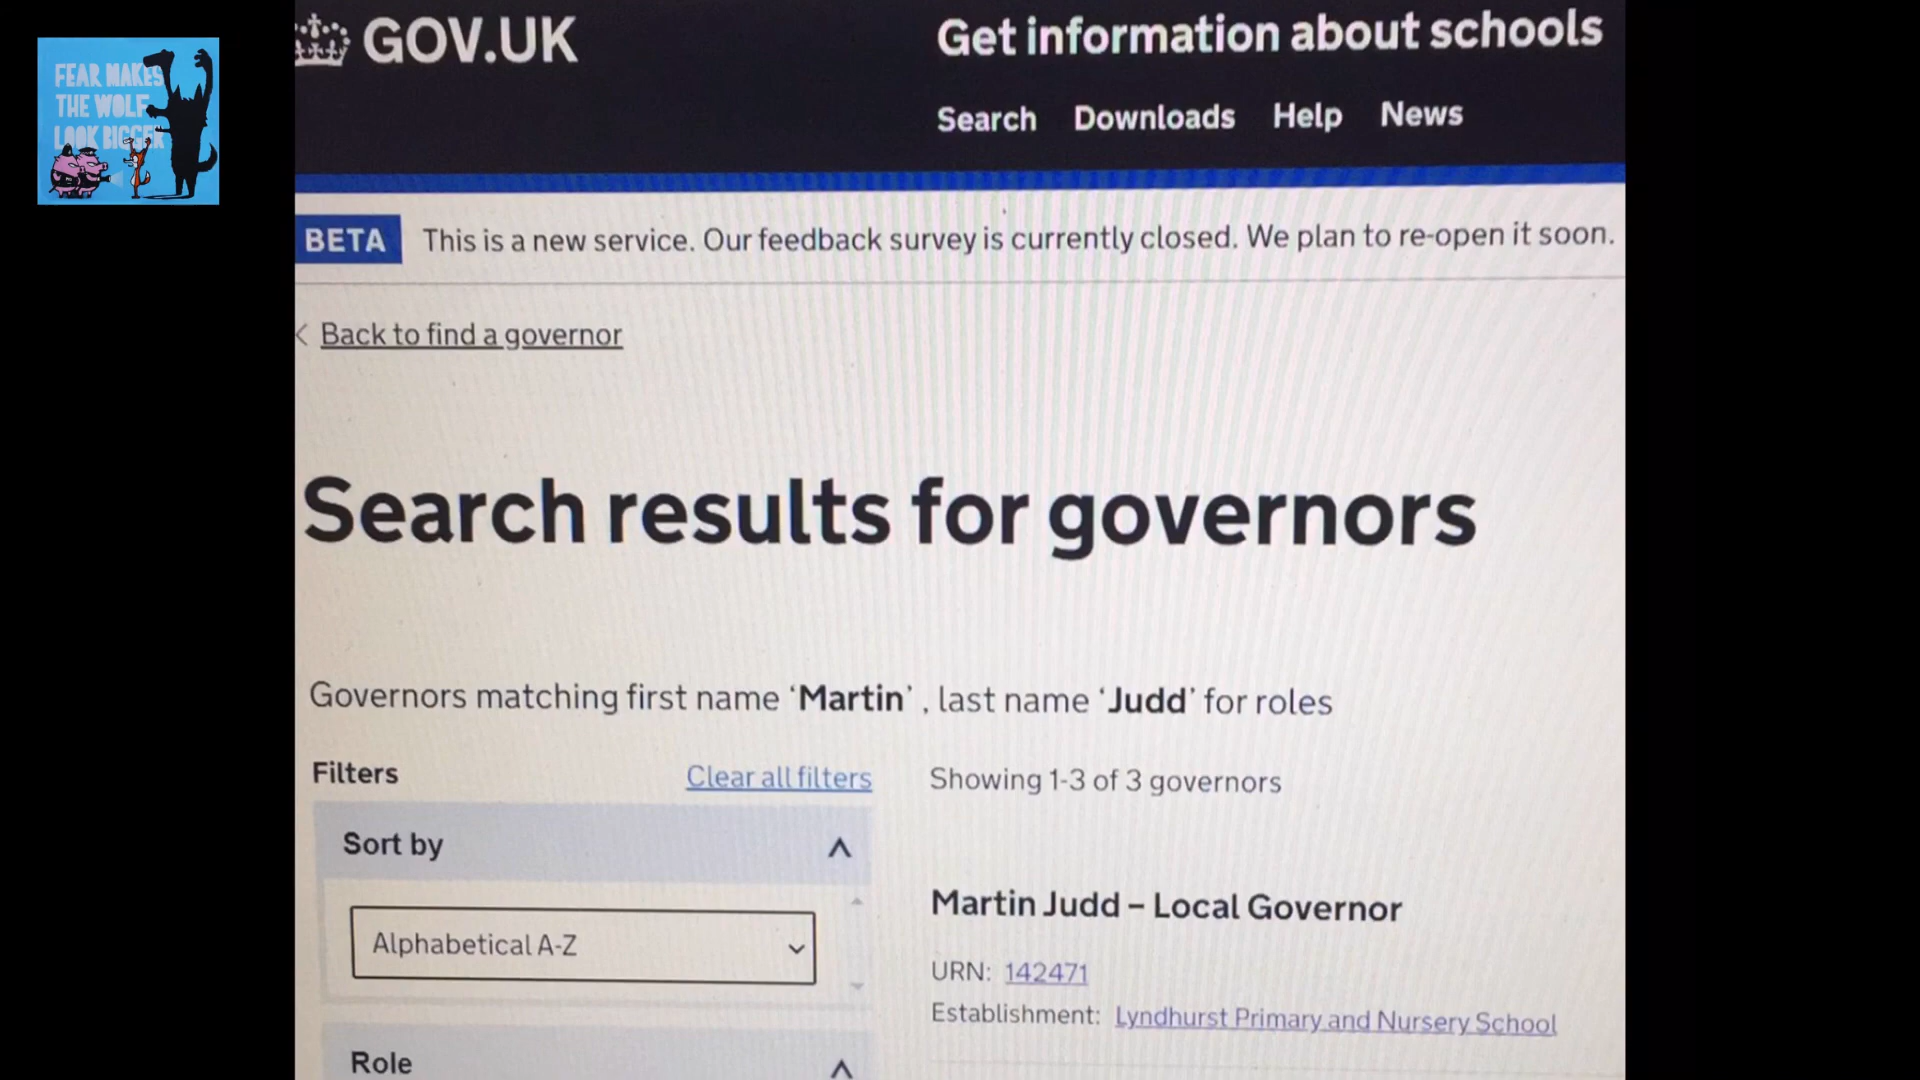 FEAR MAKES
THE WOLF
LOOK BIGGER
GOV.UK
Get information about schools
Search Downloads Help News
BETA This is a new service. Our feedback survey is currently closed. We plan to re-open it soon.
< Back to find a governor
Search results for governors
Governors matching first name ‘Martin’ , last name ‘Judd’ for roles
Filters Clear all filters
Showing 1-3 of 3 governors
Sort by
Alphabetical A-Z
Role
Martin Judd – Local Governor
URN: 142471
Establishment: Lyndhurst Primary and Nursery School